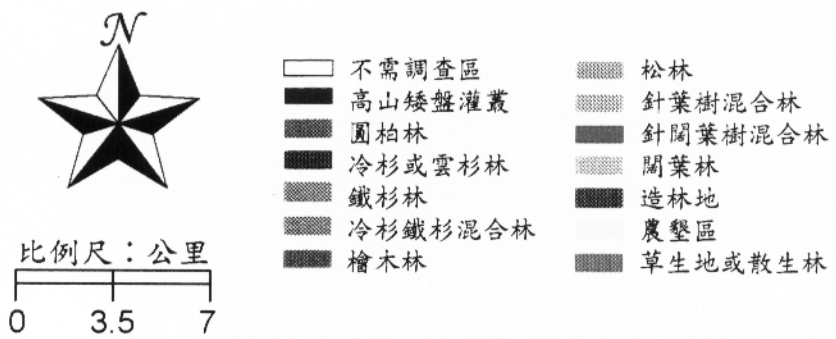 N
不需調查區
高山矮盤灌叢
圓柏林
冷杉或雲杉林
鐵杉林
冷杉鐵杉混合林
檜木林
松林
針葉樹混合林
針闊葉樹混合林
闊葉林
造林地
農墾區
草生地或散生林
比例尺：公里
0 3.5 7